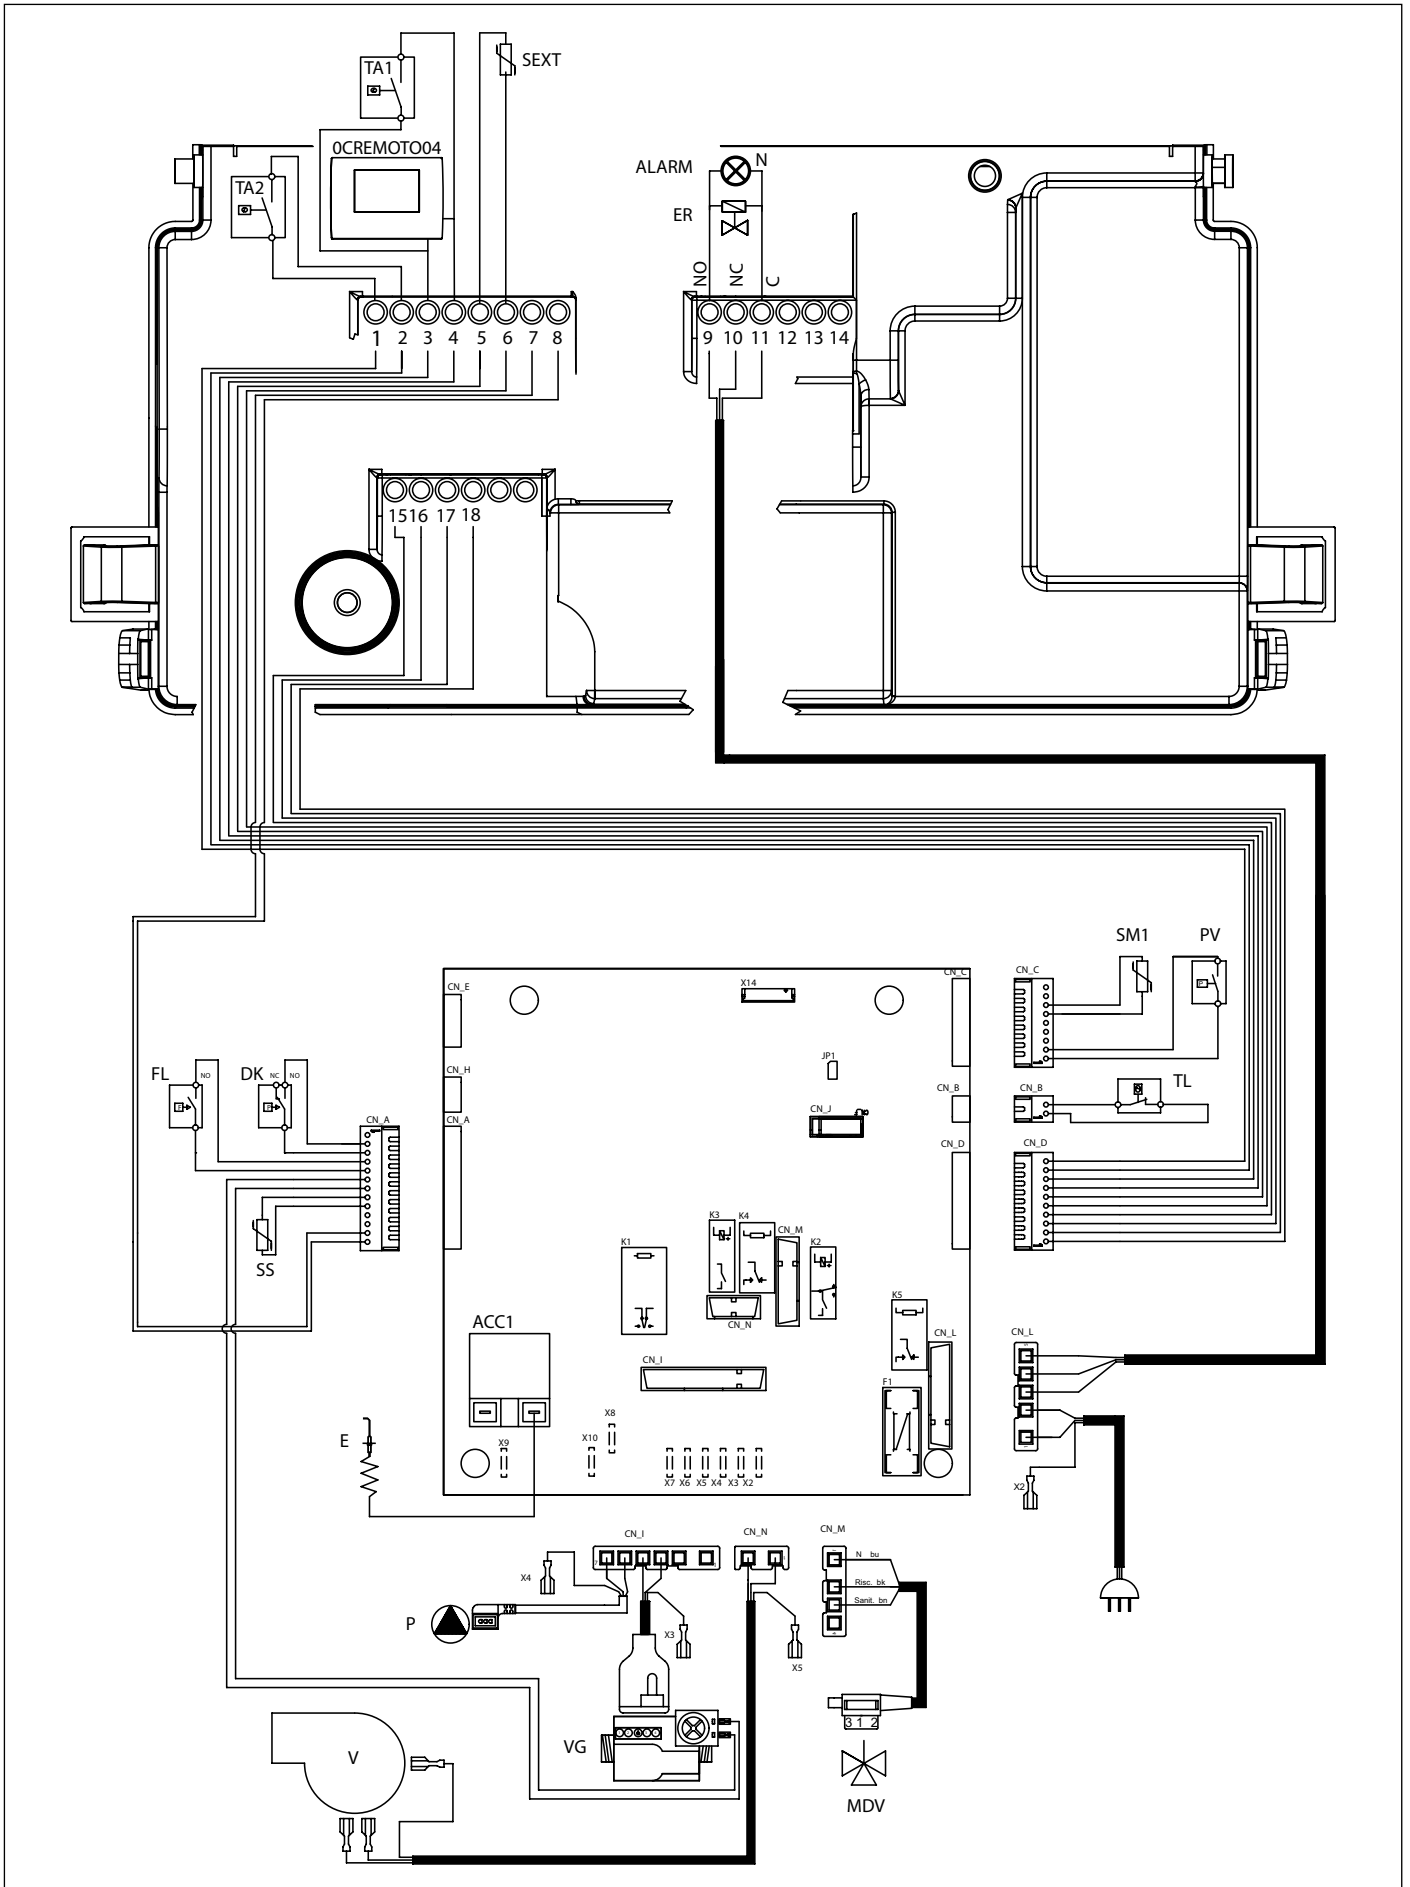 SEXT
TA1
0CREMOTO04
TA2
ALARM N
ER
NO NC C
1 2 3 4 5 6 7 8
9 10 11 12 13 14
15 16 17 18
SM1 PV
CN_E X14 CN_C CN_C
P
JP1
FL NO DK NC NO
CN_H CN_B CN_B TL
P P
CN_A CN_A CN_J
CN_D CN_D
SS
K3 K4 CN_M K2
K1
CN_N
K5
CN_L CN_L
ACC1
CN_I
F1
E
X9 X10 X8
X7 X6 X5 X4 X3 X2
X2
CN_I CN_N CN_M
N bu
Risc. bk
Sanit. bn
X4
P
X3
X5
3 1 2
VG
V
MDV